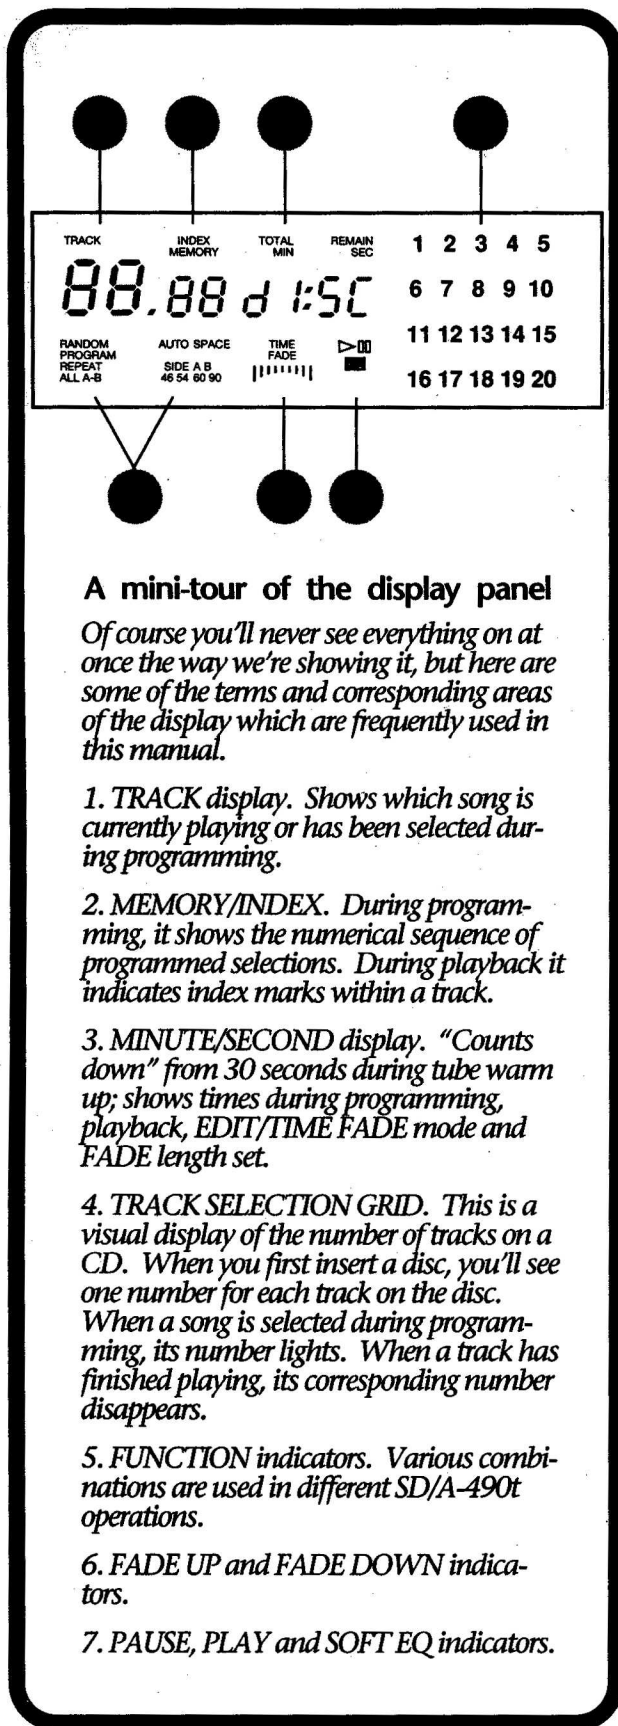 TRACK INDEX MEMORY TOTAL MIN REMAIN SEC
88.88 d 1:5C
RANDOM
PROGRAM
REPEAT
ALL A-B
AUTO SPACE
SIDE A B
46 54 60 90
TIME
FADE
1 2 3 4 5
6 7 8 9 10
11 12 13 14 15
16 17 18 19 20
A mini-tour of the display panel
Of course you'll never see everything on at
once the way we're showing it, but here are
some of the terms and corresponding areas
of the display which are frequently used in
this manual.
1. TRACK display. Shows which song is
currently playing or has been selected dur-
ing programming.
2. MEMORY/INDEX. During program-
ming, it shows the numerical sequence of
programmed selections. During playback it
indicates index marks within a track.
3. MINUTE/SECOND display. "Counts
down" from 30 seconds during tube warm
up; shows times during programming,
playback, EDIT/TIME FADE mode and
FADE length set.
4. TRACK SELECTION GRID. This is a
visual display of the number of tracks on a
CD. When you first insert a disc, you'll see
one number for each track on the disc.
When a song is selected during program-
ming, its number lights. When a track has
finished playing, its corresponding number
disappears.
5. FUNCTION indicators. Various combi-
nations are used in different SD/A-490t
operations.
6. FADE UP and FADE DOWN indica-
tors.
7. PAUSE, PLAY and SOFT EQ indicators.